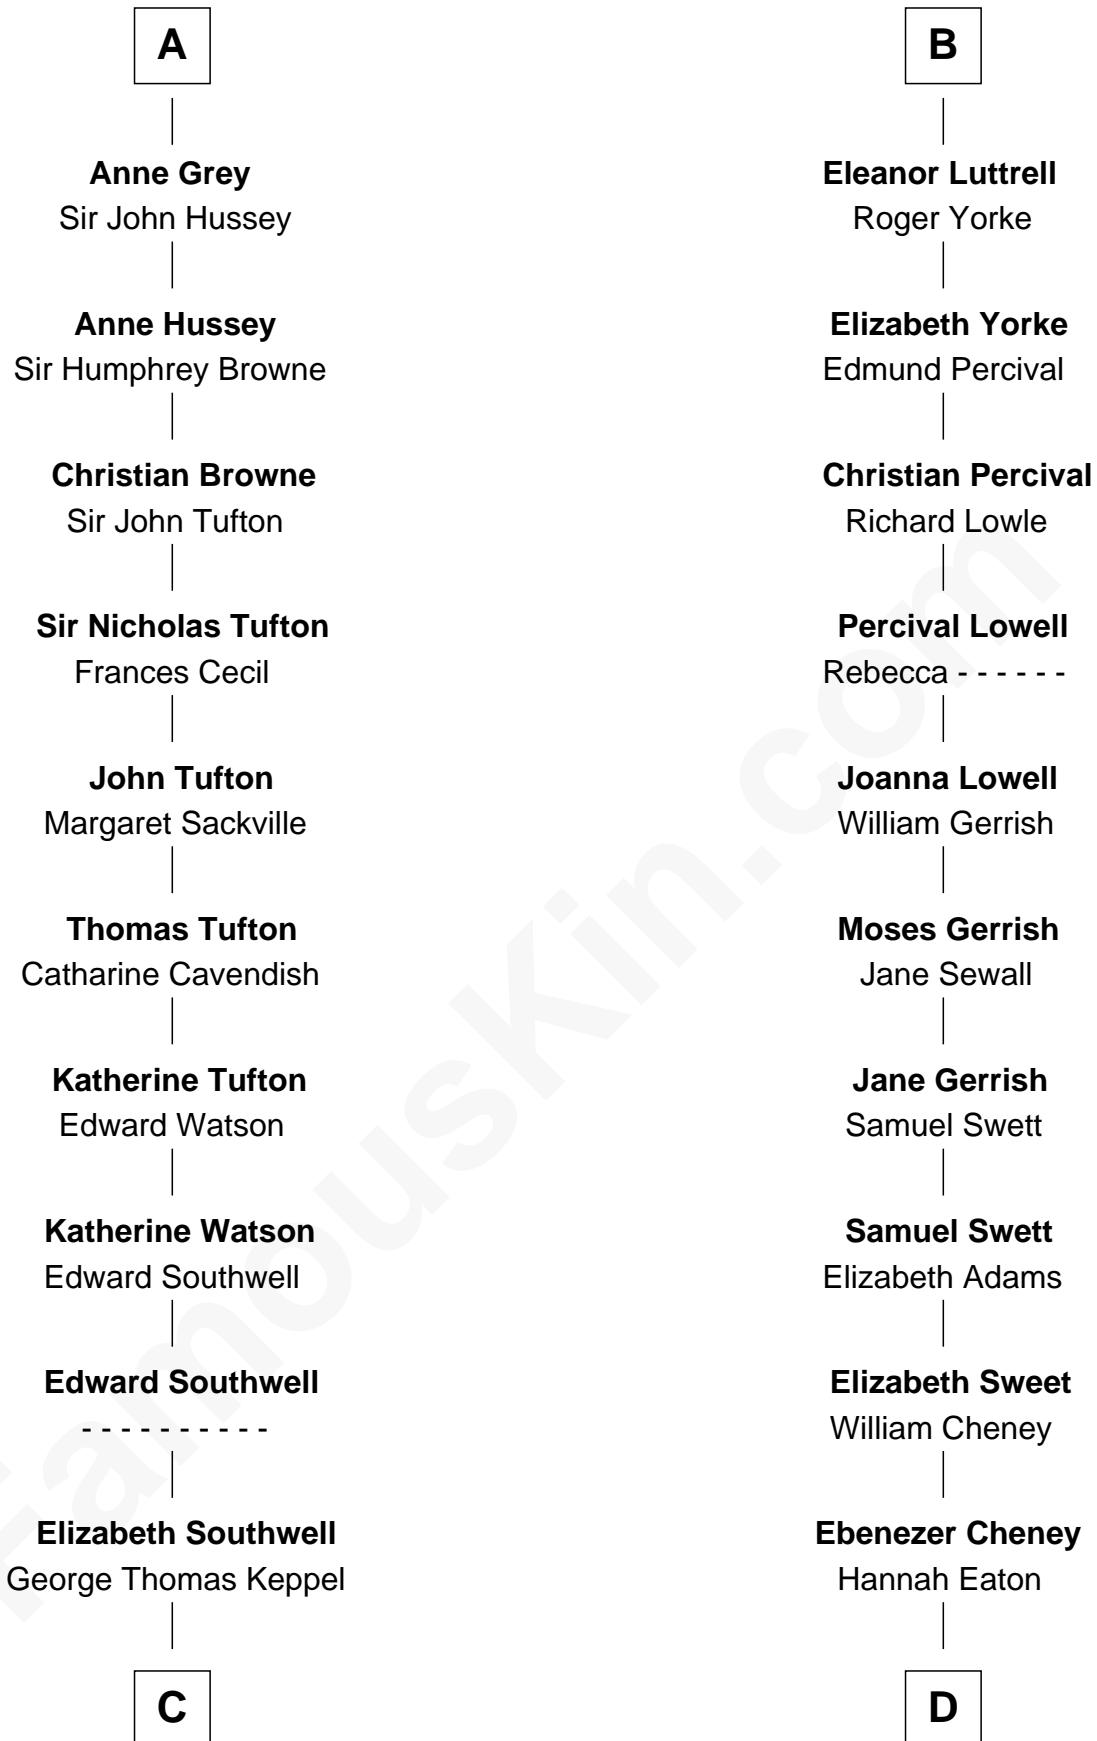 A
Anne Grey
Sir John Hussey
Anne Hussey
Sir Humphrey Browne
Christian Browne
Sir John Tufton
Sir Nicholas Tufton
Frances Cecil
John Tufton
Margaret Sackville
Thomas Tufton
Catharine Cavendish
Katherine Tufton
Edward Watson
Katherine Watson
Edward Southwell
Edward Southwell
- - - - - - - - - -
Elizabeth Southwell
George Thomas Keppel
C
B
Eleanor Luttrell
Roger Yorke
Elizabeth Yorke
Edmund Percival
Christian Percival
Richard Lowle
Percival Lowell
Rebecca - - - - - -
Joanna Lowell
William Gerrish
Moses Gerrish
Jane Sewall
Jane Gerrish
Samuel Swett
Samuel Swett
Elizabeth Adams
Elizabeth Sweet
William Cheney
Ebenezer Cheney
Hannah Eaton
D
FamousKin.com